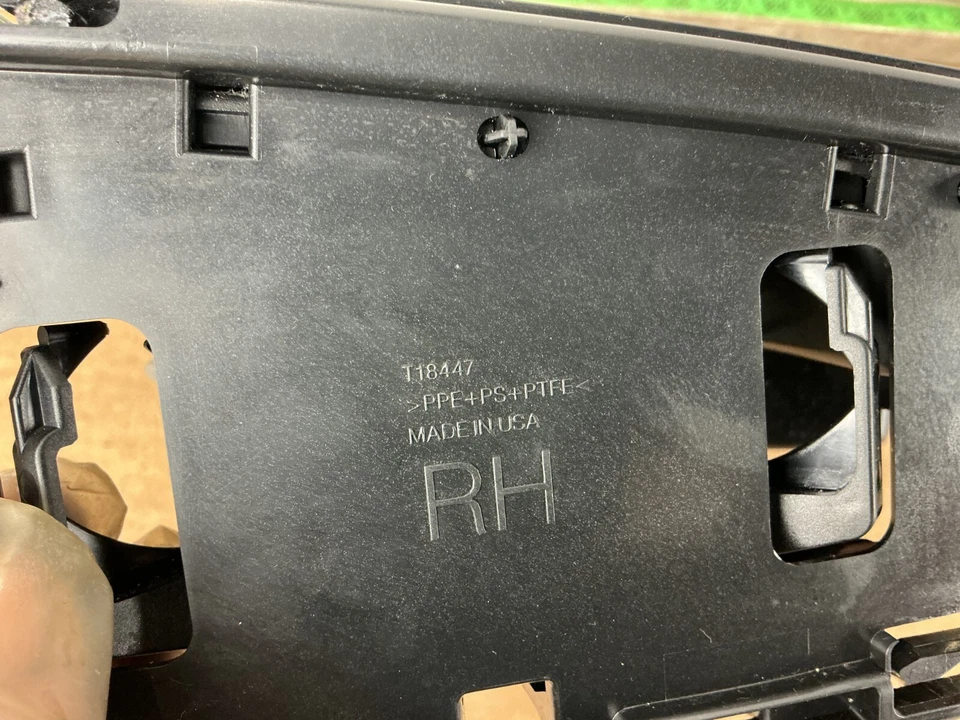 T18447
>PPE+PS+PTFE<
MADE IN USA
RH